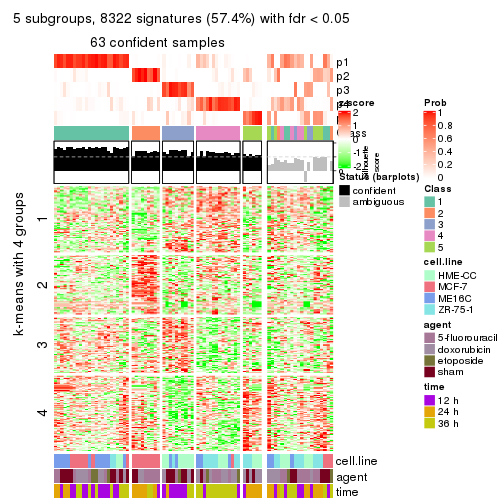 5 subgroups, 8322 signatures (57.4%) with fdr < 0.05
63 confident samples
p1
p2
p3
p4
z-score
2
1
0
-1
-2
Silhouette
score
Status (barplots)
confident
ambiguous
Prob
1
0.8
0.6
0.4
0.2
0
Class
1
2
3
4
5
cell.line
HME-CC
MCF-7
ME16C
ZR-75-1
agent
5-fluorouracil
doxorubicin
etoposide
sham
time
12 h
24 h
36 h
k-means with 4 groups
1
2
3
4
cell.line
agent
time